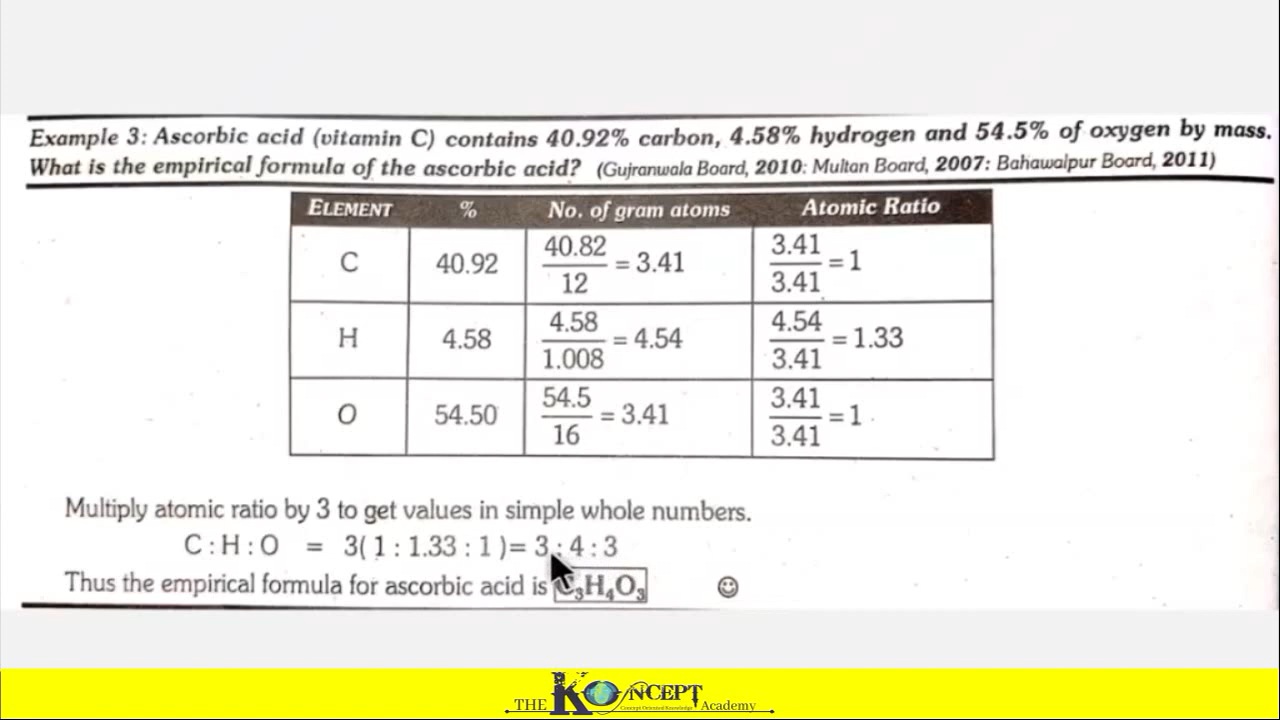 Example 3: Ascorbic acid (vitamin C) contains 40.92% carbon, 4.58% hydrogen and 54.5% of oxygen by mass.
What is the empirical formula of the ascorbic acid? (Gujranwala Board, 2010: Multan Board, 2007: Bahawalpur Board, 2011)
ELEMENT % No. of gram atoms Atomic Ratio
C 40.92 40.82/12 = 3.41 3.41/3.41 = 1
H 4.58 4.58/1.008 = 4.54 4.54/3.41 = 1.33
O 54.50 54.5/16 = 3.41 3.41/3.41 = 1
Multiply atomic ratio by 3 to get values in simple whole numbers.
C : H : O = 3( 1 : 1.33 : 1 )= 3 : 4 : 3
Thus the empirical formula for ascorbic acid is C₃H₄O₃
THE KONCEPT Academy
Concept Oriented Knowledge